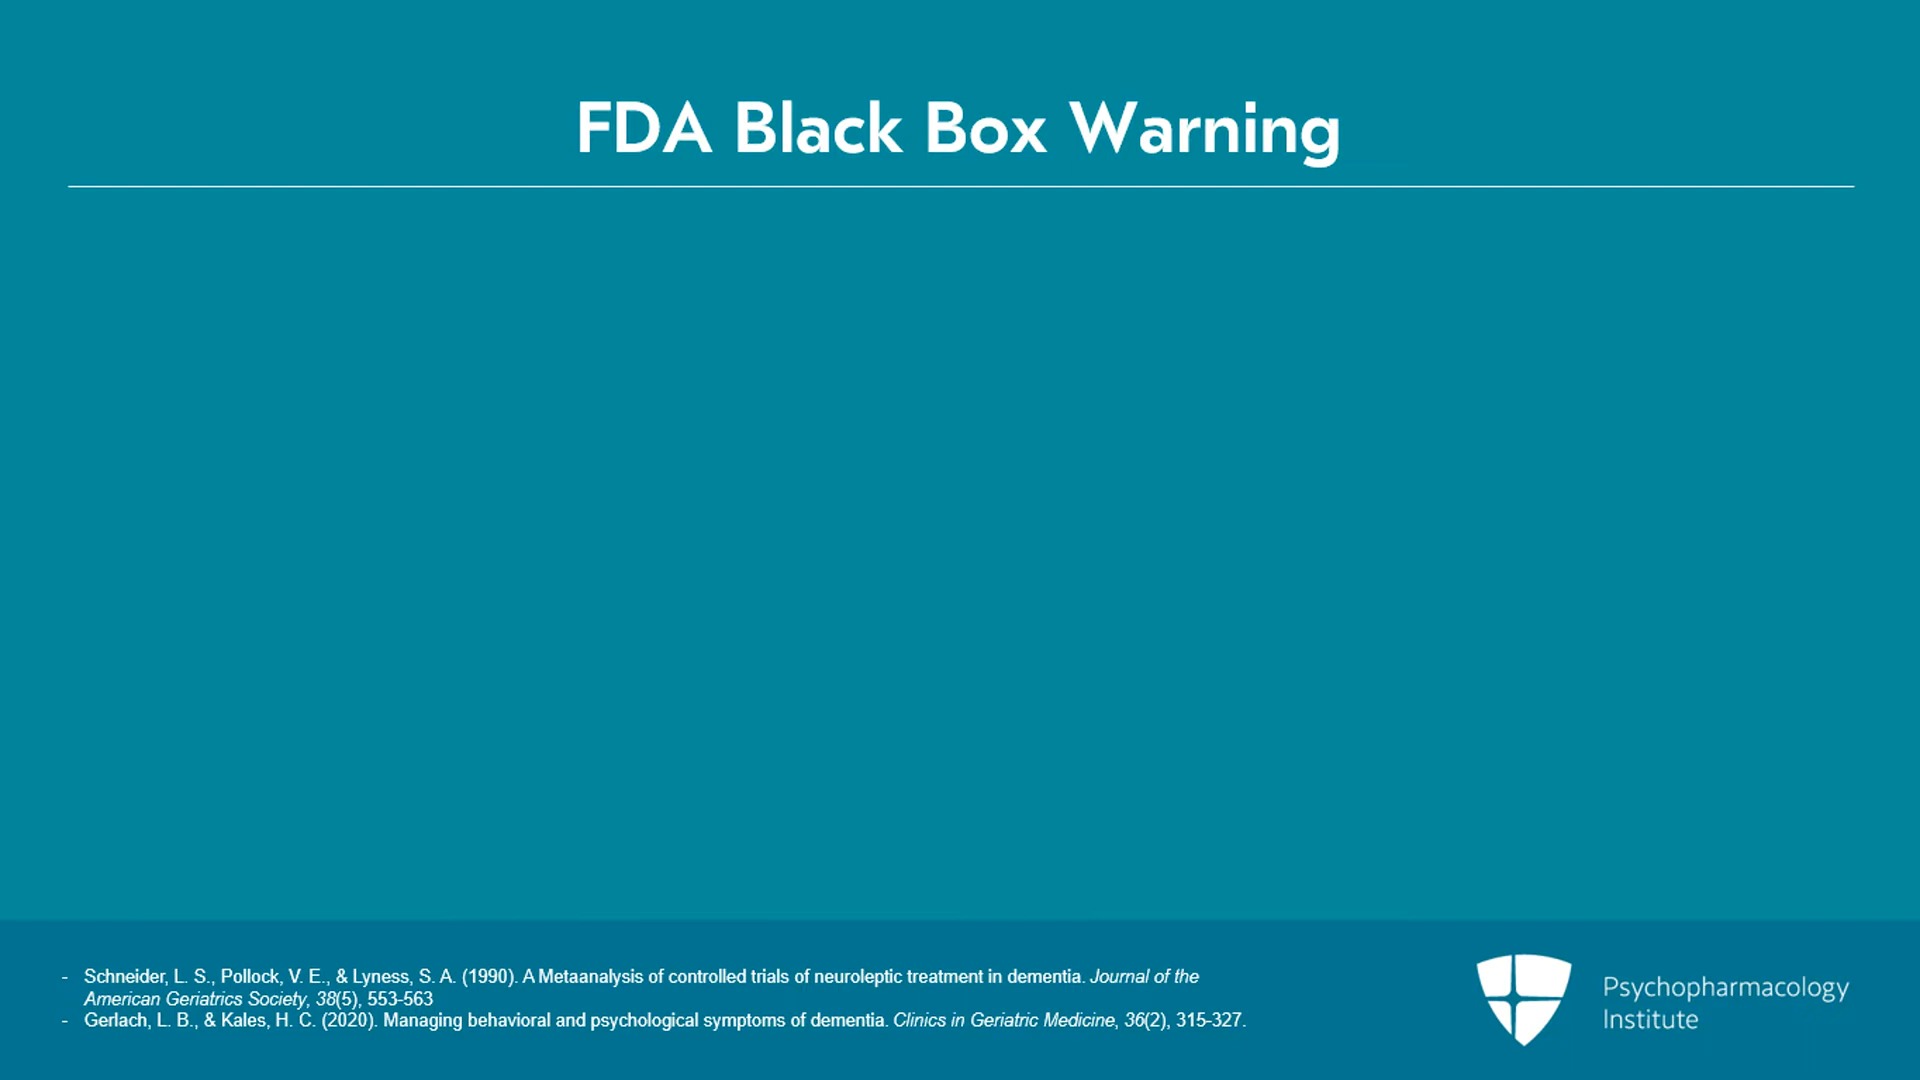 FDA Black Box Warning
- Schneider, L. S., Pollock, V. E., & Lyness, S. A. (1990). A Metaanalysis of controlled trials of neuroleptic treatment in dementia. Journal of the
American Geriatrics Society, 38(5), 553-563
- Gerlach, L. B., & Kales, H. C. (2020). Managing behavioral and psychological symptoms of dementia. Clinics in Geriatric Medicine, 36(2), 315-327.
Psychopharmacology
Institute